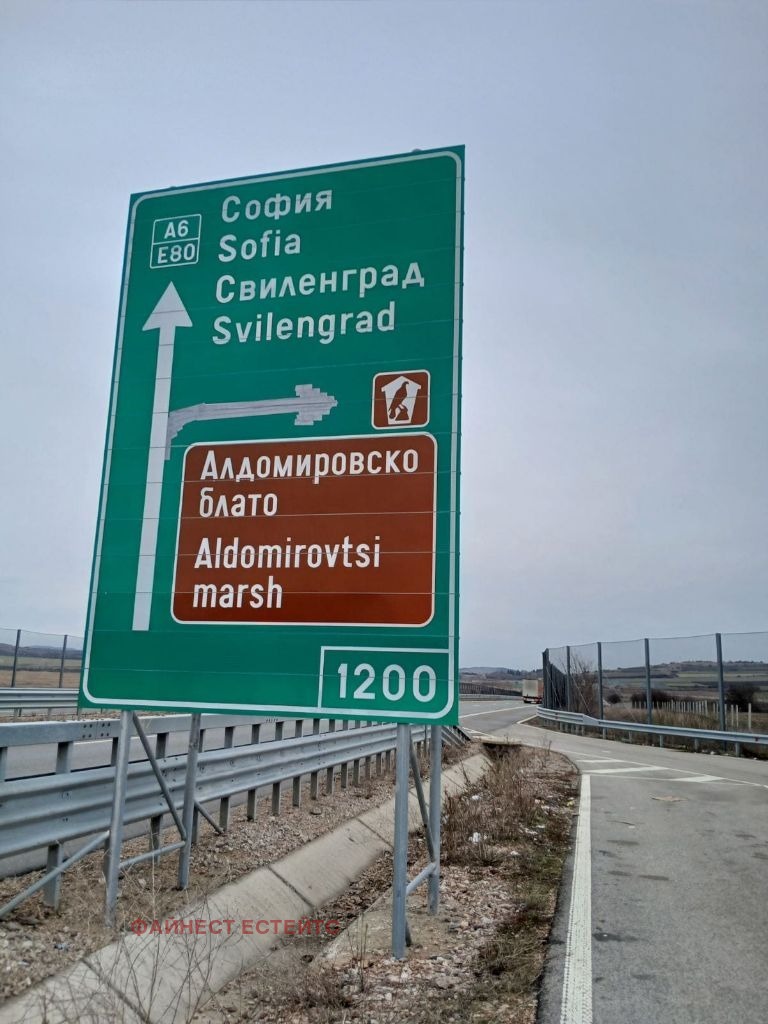 A6
E80
София
Sofia
Свиленград
Svilengrad
Алдомировско
блато
Aldomirovtsi
marsh
1200
ФАЙНЕСТ ЕСТЕЙТС